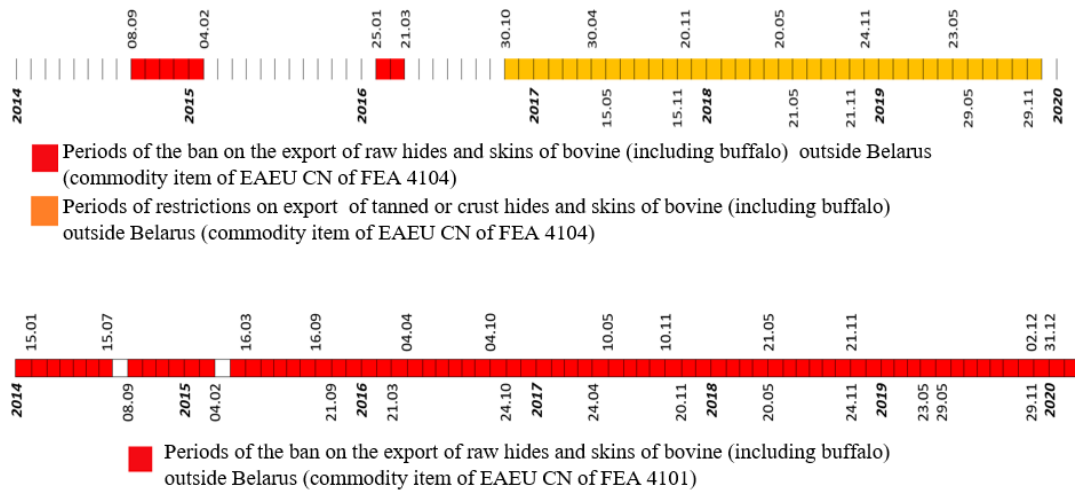 08.09 04.02 25.01 21.03 30.10 30.04 20.11 20.05 24.11 23.05
2014 2015 2016 2017 15.05 15.11 2018 21.05 21.11 2019 29.05 29.11 2020
Periods of the ban on the export of raw hides and skins of bovine (including buffalo) outside Belarus
(commodity item of EAEU CN of FEA 4104)
Periods of restrictions on export of tanned or crust hides and skins of bovine (including buffalo)
outside Belarus (commodity item of EAEU CN of FEA 4104)
15.01 15.07 16.03 16.09 04.04 04.10 10.05 10.11 21.05 21.11 02.12 31.12
2014 08.09 2015 04.02 21.09 2016 21.03 24.10 2017 24.04 20.11 2018 20.05 24.11 2019 23.05 29.05 29.11 2020
Periods of the ban on the export of raw hides and skins of bovine (including buffalo)
outside Belarus (commodity item of EAEU CN of FEA 4101)